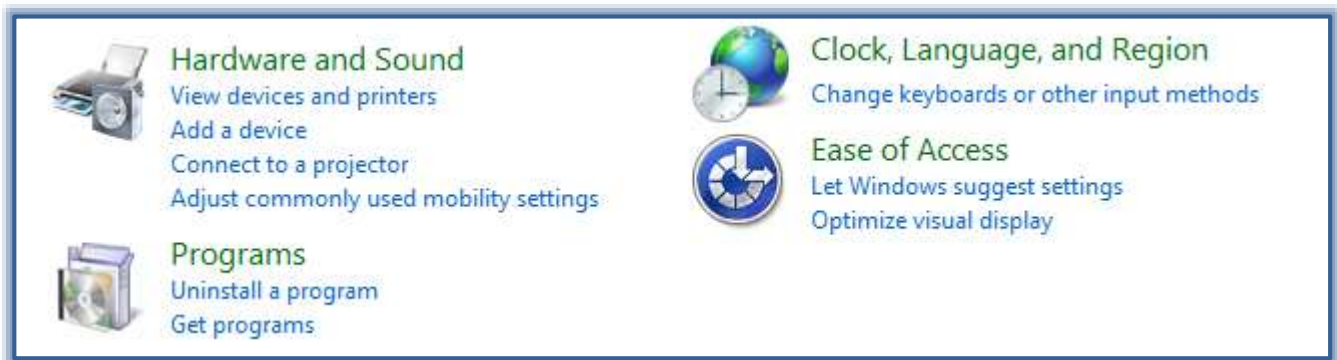 Hardware and Sound
View devices and printers
Add a device
Connect to a projector
Adjust commonly used mobility settings
Programs
Uninstall a program
Get programs
Clock, Language, and Region
Change keyboards or other input methods
Ease of Access
Let Windows suggest settings
Optimize visual display